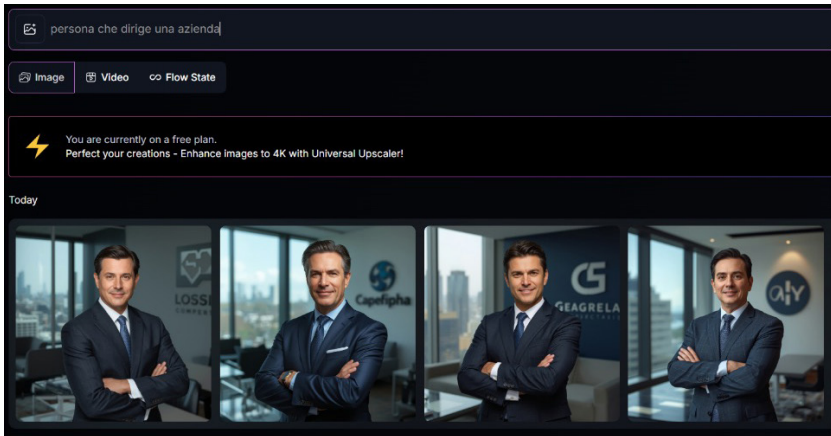 persona che dirige una azienda
Image Video Flow State
You are currently on a free plan.
Perfect your creations - Enhance images to 4K with Universal Upscaler!
Today
LOSSI
Capefipha
GEAGRELA